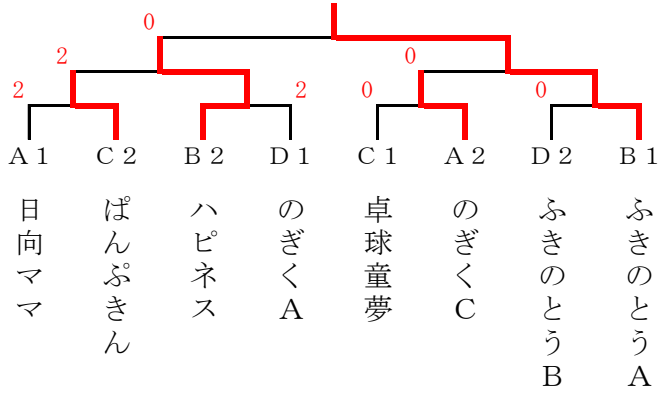 0
2
0
2
2
0
0
A1
C2
B2
D1
C1
A2
D2
B1
日向ママ
ぱんぷきん
ハピネス
のぎくA
卓球童夢
のぎくC
ふきのとうB
ふきのとうA